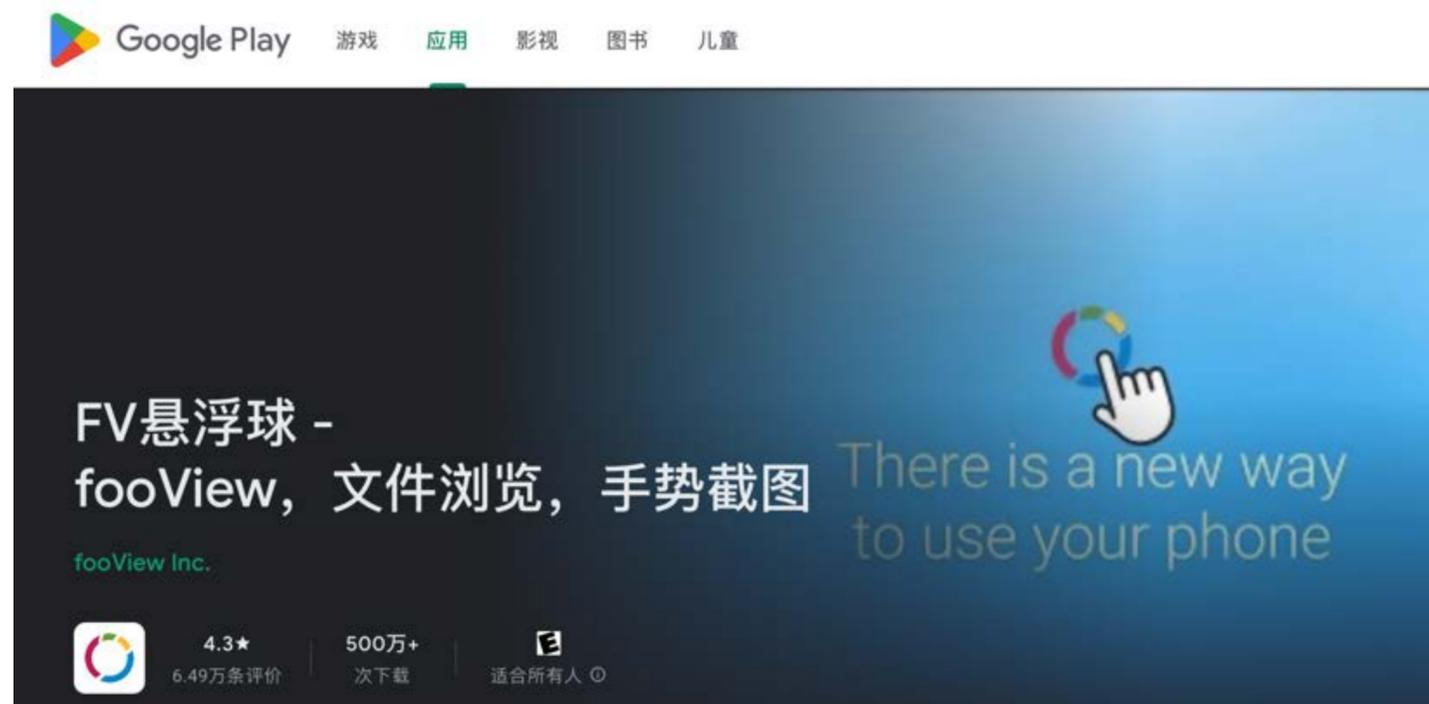 Google Play 游戏 应用 影视 图书 儿童
FV悬浮球 -
fooView，文件浏览，手势截图
There is a new way
to use your phone
fooView Inc.
4.3★ 500万+ E
6.49万条评价 次下载 适合所有人